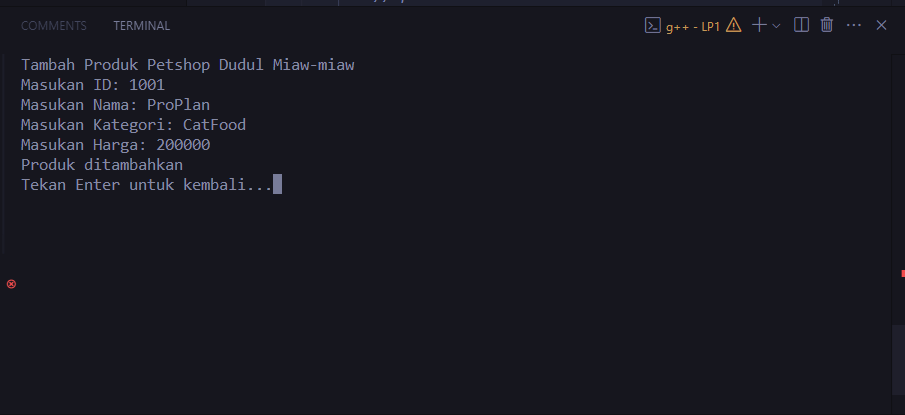 COMMENTS TERMINAL g++ - LP1
Tambah Produk Petshop Dudul Miaw-miaw
Masukan ID: 1001
Masukan Nama: ProPlan
Masukan Kategori: CatFood
Masukan Harga: 200000
Produk ditambahkan
Tekan Enter untuk kembali...